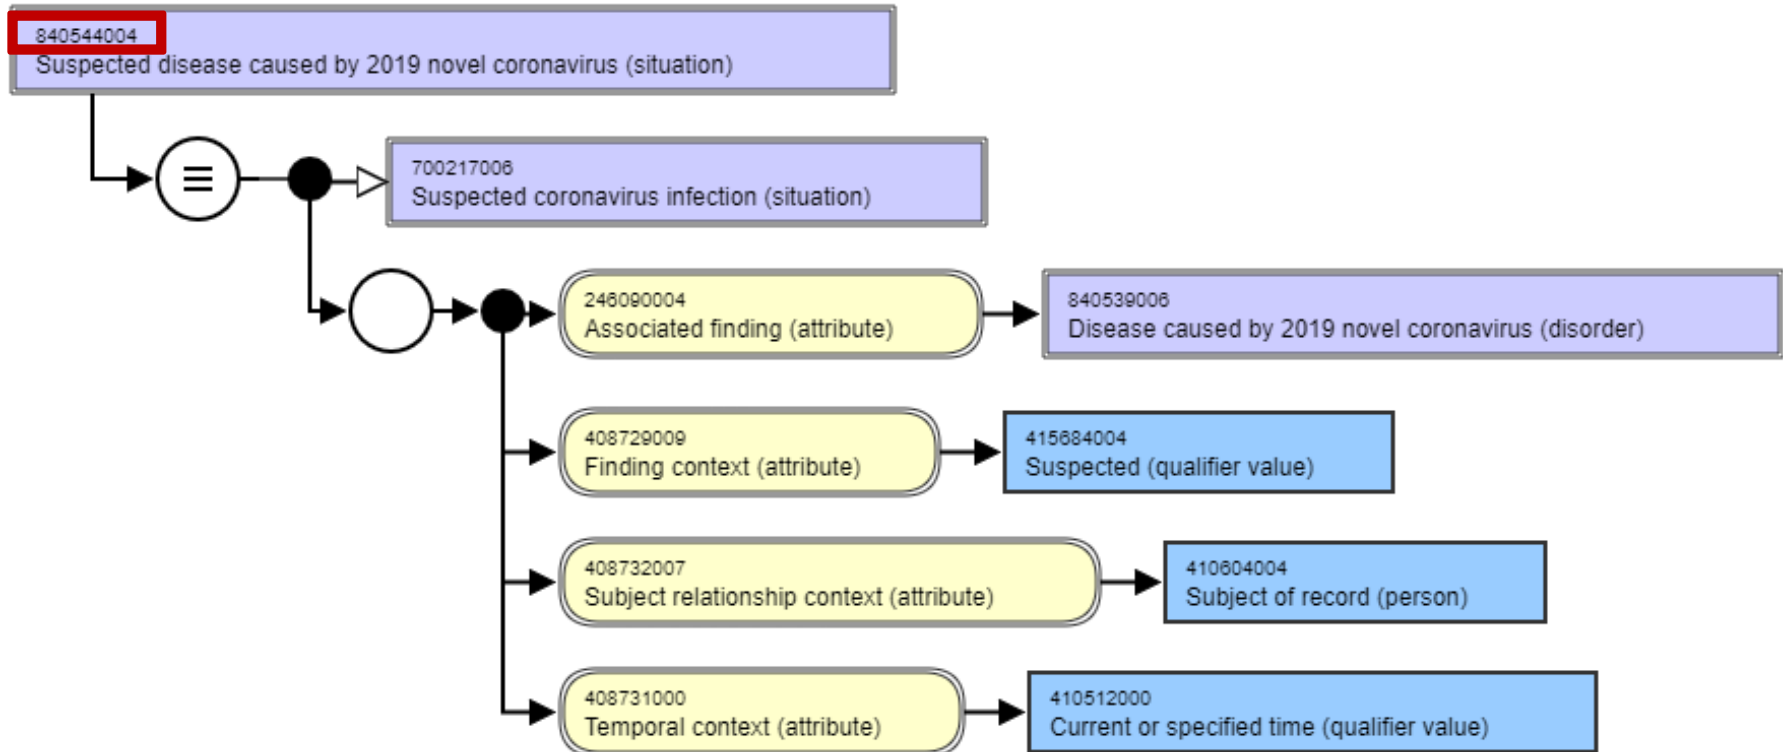 840544004
Suspected disease caused by 2019 novel coronavirus (situation)
≡
700217006
Suspected coronavirus infection (situation)
246090004
Associated finding (attribute)
840539006
Disease caused by 2019 novel coronavirus (disorder)
408729009
Finding context (attribute)
415684004
Suspected (qualifier value)
408732007
Subject relationship context (attribute)
410604004
Subject of record (person)
408731000
Temporal context (attribute)
410512000
Current or specified time (qualifier value)